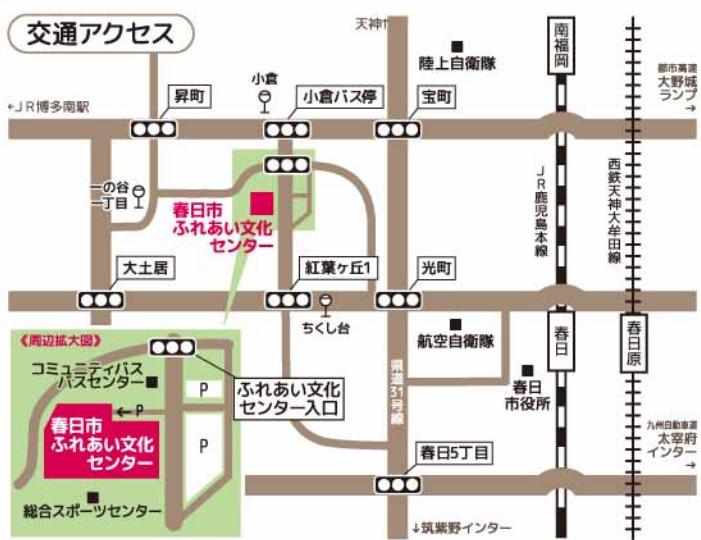 交通アクセス
天神↑
陸上自衛隊
南福岡
都市高速
大野城
ランプ
→
←JR博多南駅
昇町
小倉
小倉バス停
宝町
一の谷
一丁目
春日市
ふれあい文化
センター
JR鹿児島本線
西鉄天神大牟田線
大土居
紅葉ヶ丘1
光町
ちくし台
航空自衛隊
春日
春日原
春日
市役所
県道31号線
《周辺拡大図》
コミュニティバス
バスセンター
P
ふれあい文化
センター入口
←P
春日市
ふれあい文化
センター
P
総合スポーツセンター
春日5丁目
九州自動車道
太宰府
インター
→
↓筑紫野インター